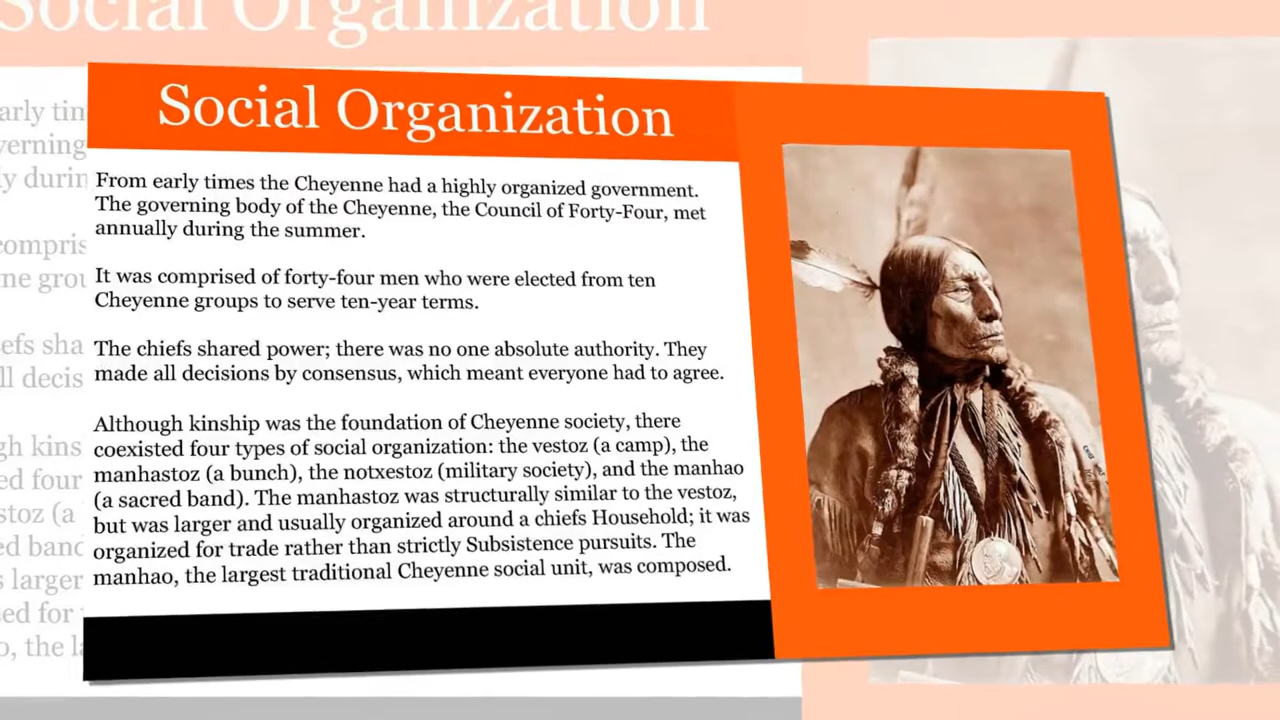 Social Organization
From early times the Cheyenne had a highly organized government.
The governing body of the Cheyenne, the Council of Forty-Four, met
annually during the summer.
It was comprised of forty-four men who were elected from ten
Cheyenne groups to serve ten-year terms.
The chiefs shared power; there was no one absolute authority. They
made all decisions by consensus, which meant everyone had to agree.
Although kinship was the foundation of Cheyenne society, there
coexisted four types of social organization: the vestoz (a camp), the
manhastoz (a bunch), the notxestoz (military society), and the manhao
(a sacred band). The manhastoz was structurally similar to the vestoz,
but was larger and usually organized around a chiefs Household; it was
organized for trade rather than strictly Subsistence pursuits. The
manhao, the largest traditional Cheyenne social unit, was composed.